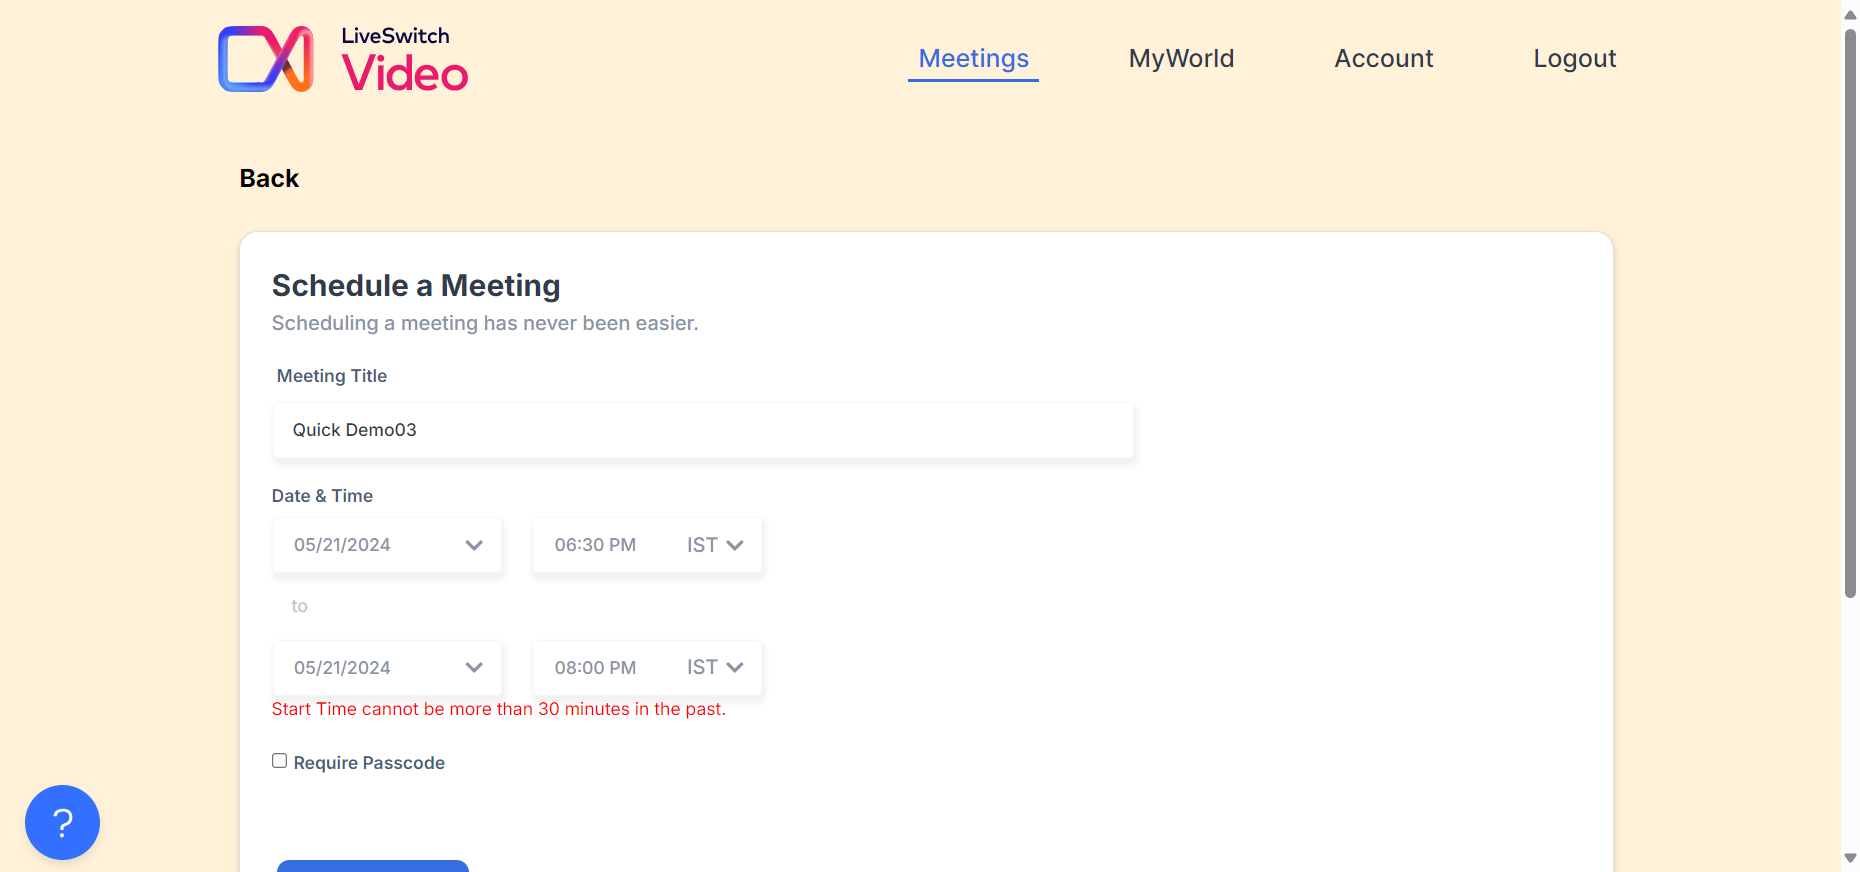 LiveSwitch
Video
Meetings
MyWorld
Account
Logout
Back
Schedule a Meeting
Scheduling a meeting has never been easier.
Meeting Title
Quick Demo03
Date & Time
05/21/2024
06:30 PM IST
to
05/21/2024
08:00 PM IST
Start Time cannot be more than 30 minutes in the past.
Require Passcode
?